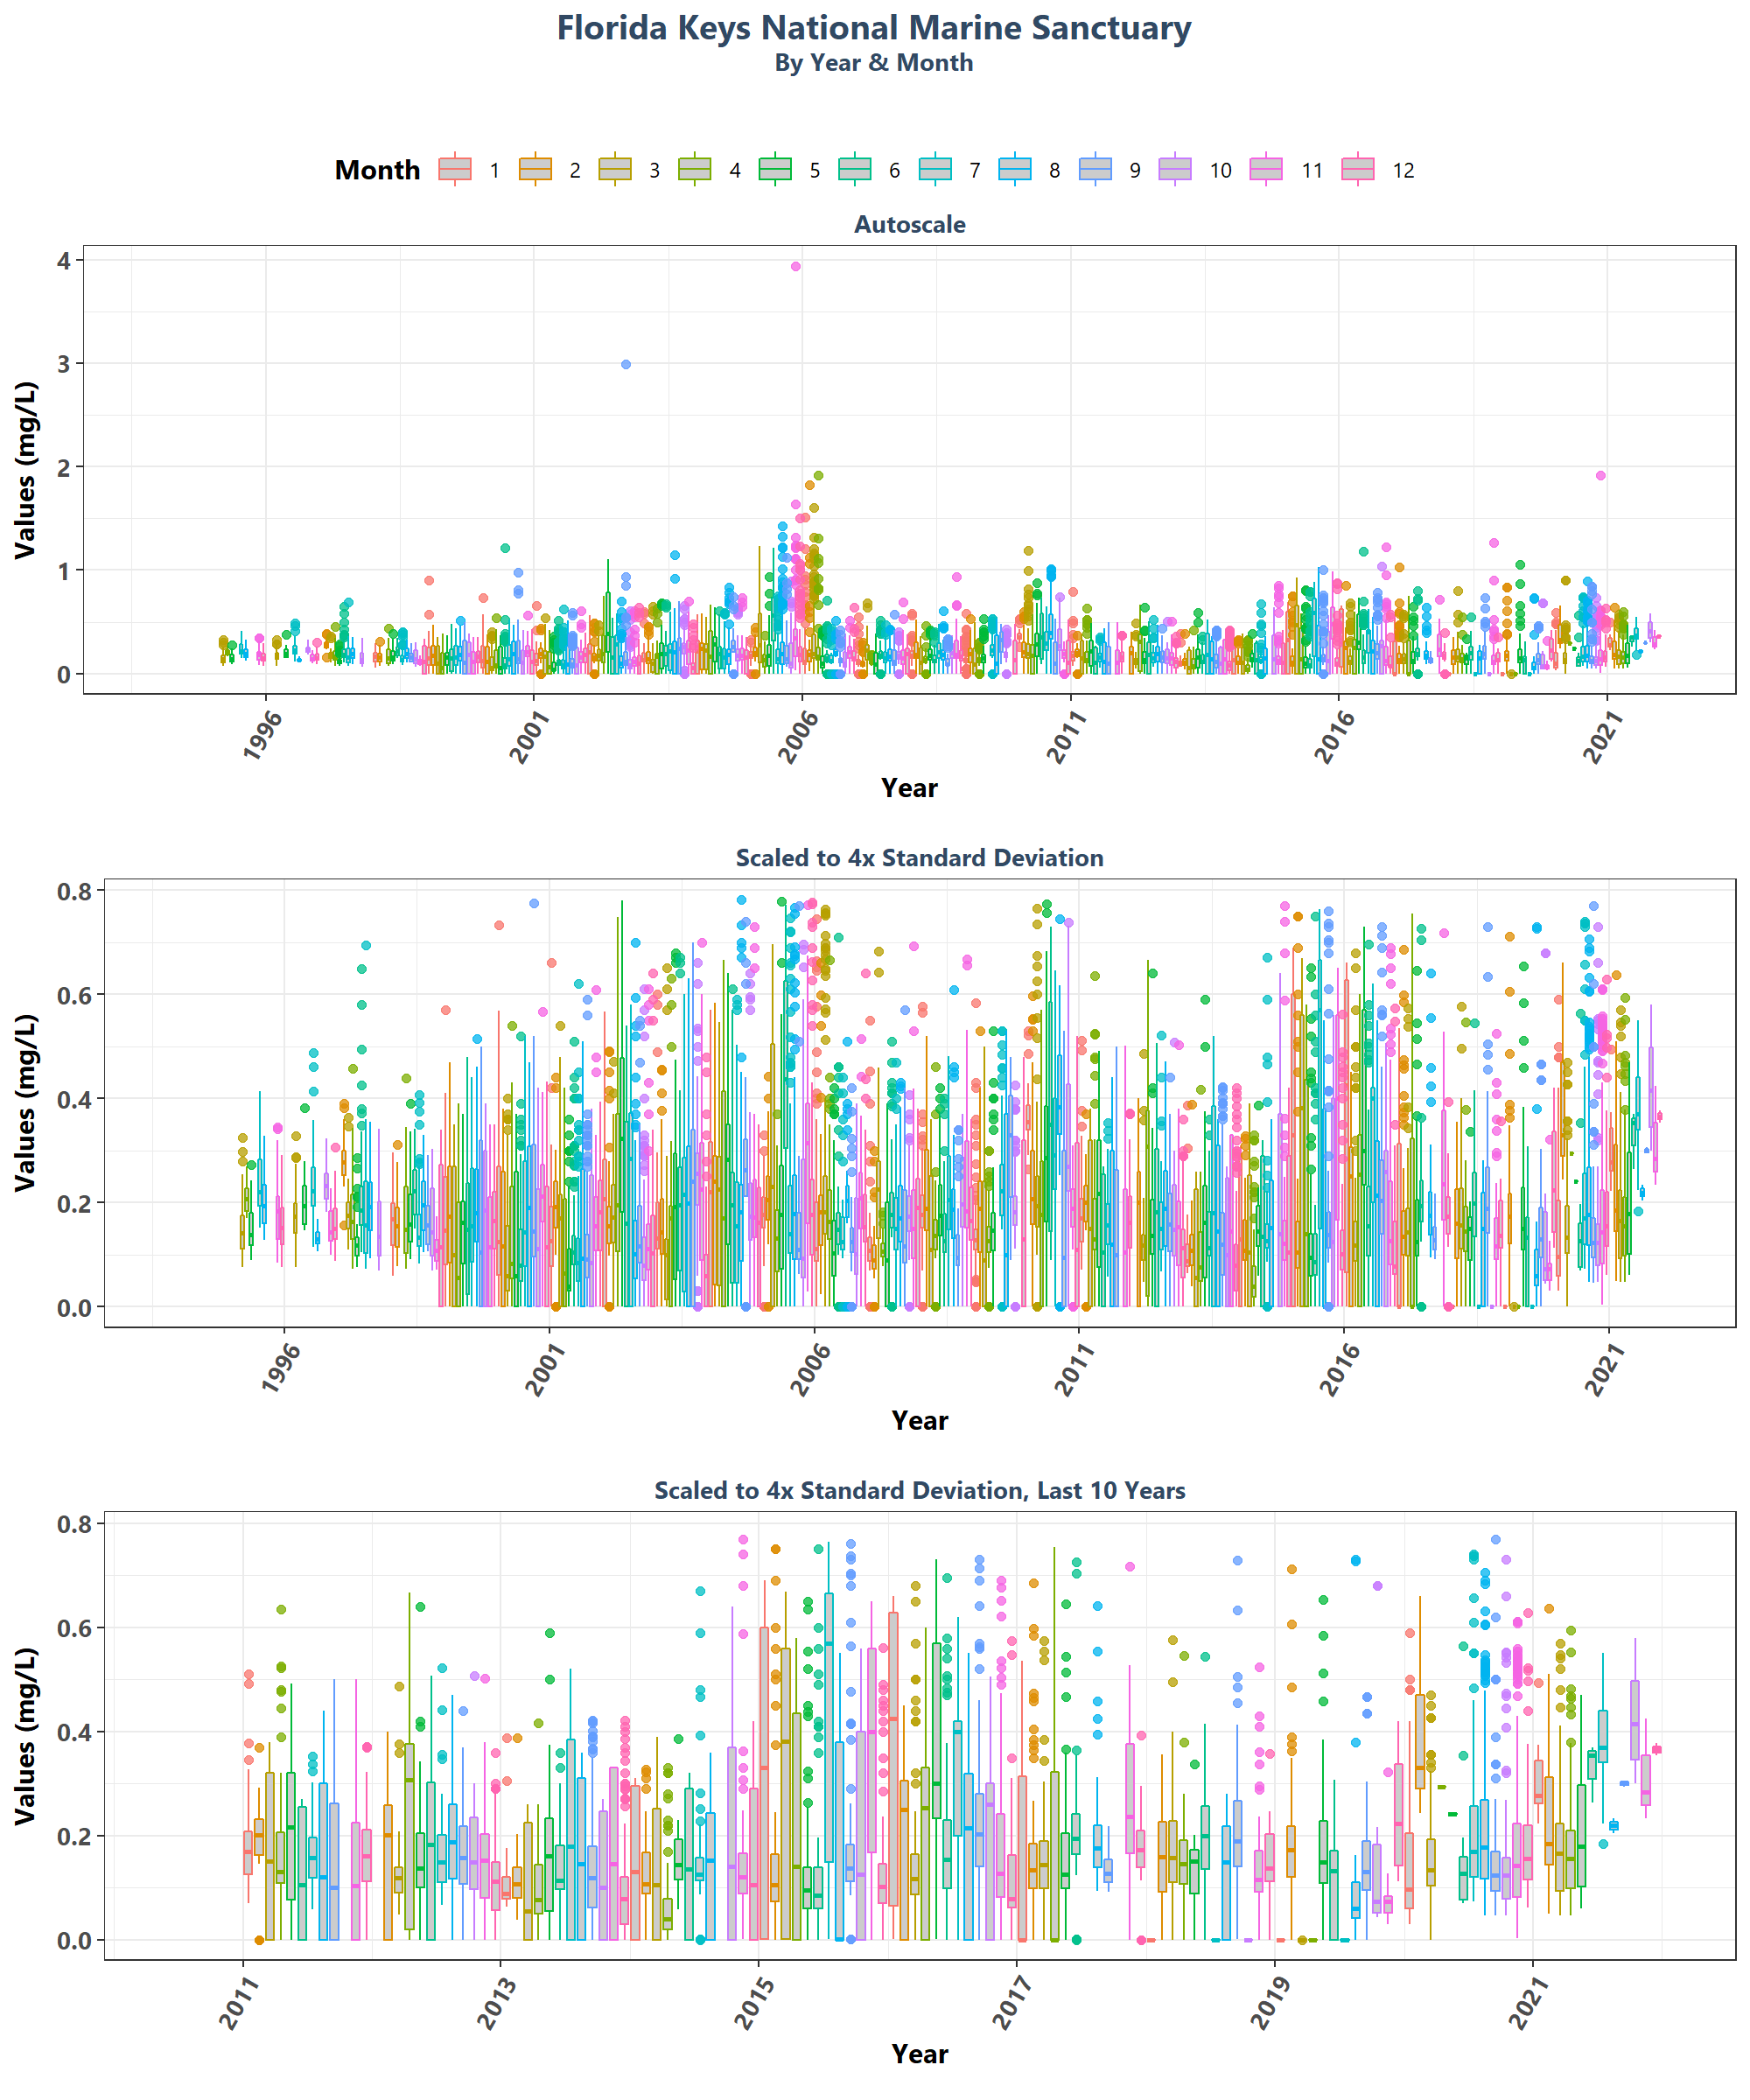 Florida Keys National Marine Sanctuary
By Year & Month
Month 1 2 3 4 5 6 7 8 9 10 11 12
Autoscale
Values (mg/L)
4
3
2
1
0
1996 2001 2006 2011 2016 2021
Year
Scaled to 4x Standard Deviation
Values (mg/L)
0.8
0.6
0.4
0.2
0.0
1996 2001 2006 2011 2016 2021
Year
Scaled to 4x Standard Deviation, Last 10 Years
Values (mg/L)
0.8
0.6
0.4
0.2
0.0
2011 2013 2015 2017 2019 2021
Year